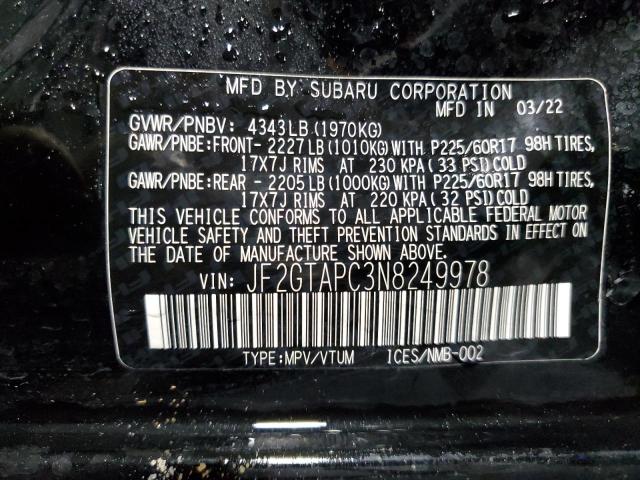 MFD BY SUBARU CORPORATION
MFD IN 03/22
GVWR/PNBV: 4343LB(1970KG)
GAWR/PNBE:FRONT- 2227LB(1010KG)WITH P225/60R17 98H TIRES,
17X7J RIMS AT 230 KPA(33 PSI)COLD
GAWR/PNBE:REAR - 2205LB(1000KG)WITH P225/60R17 98H TIRES,
17X7J RIMS AT 220 KPA(32 PSI)COLD
THIS VEHICLE CONFORMS TO ALL APPLICABLE FEDERAL MOTOR
VEHICLE SAFETY AND THEFT PREVENTION STANDARDS IN EFFECT ON
THE DATE OF MANUFACTURE SHOWN ABOVE.
VIN: JF2GTAPC3N8249978
TYPE:MPV/VTUM ICES/NMB-002